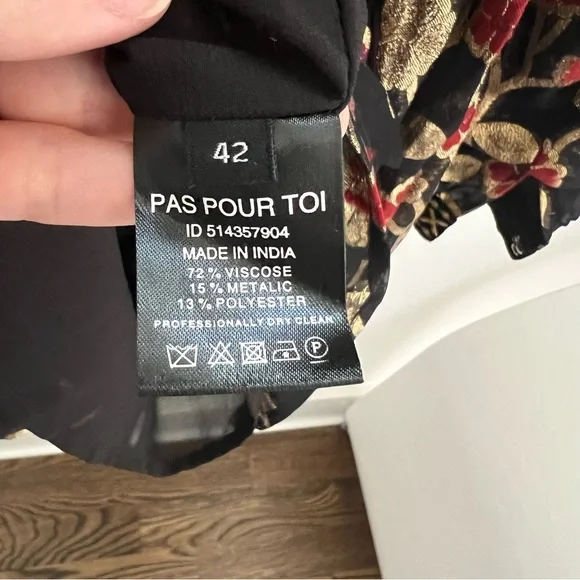 42
PAS POUR TOI
ID 514357904
MADE IN INDIA
72% VISCOSE
15% METALIC
13% POLYESTER
PROFESSIONALLY DRY CLEAN
P